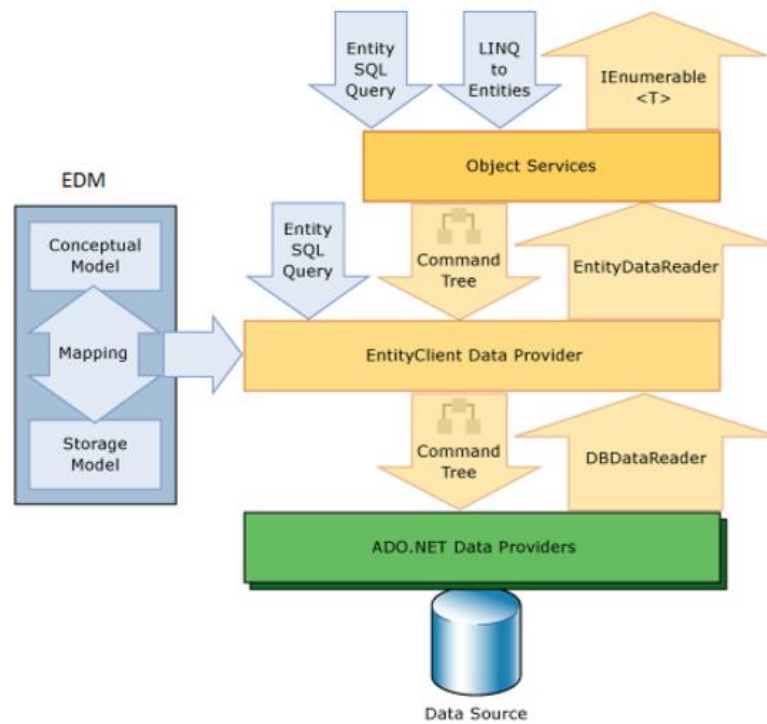 Entity
SQL
Query
LINQ
to
Entities
IEnumerable
<T>
Object Services
EDM
Conceptual
Model
Mapping
Storage
Model
Entity
SQL
Query
Command
Tree
EntityDataReader
EntityClient Data Provider
Command
Tree
DBDataReader
ADO.NET Data Providers
Data Source